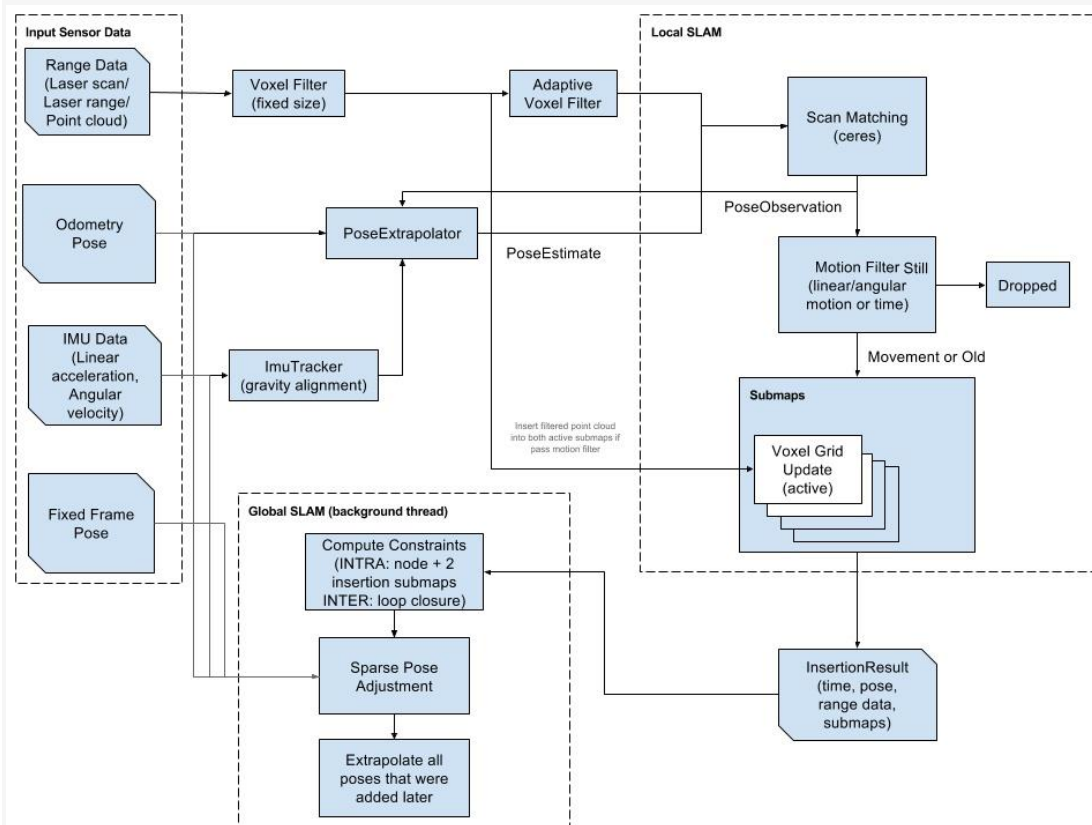 Input Sensor Data
Range Data
(Laser scan/
Laser range/
Point cloud)
Voxel Filter
(fixed size)
Adaptive
Voxel Filter
Local SLAM
Scan Matching
(ceres)
Odometry
Pose
PoseExtrapolator
PoseEstimate
PoseObservation
Motion Filter
(linear/angular
motion or time)
Still
Dropped
IMU Data
(Linear
acceleration,
Angular
velocity)
ImuTracker
(gravity alignment)
Movement or Old
Submaps
Insert filtered point cloud
into both active submaps if
pass motion filter
Voxel Grid
Update
(active)
Fixed Frame
Pose
Global SLAM (background thread)
Compute Constraints
(INTRA: node + 2
insertion submaps
INTER: loop closure)
Sparse Pose
Adjustment
Extrapolate all
poses that were
added later
InsertionResult
(time, pose,
range data,
submaps)